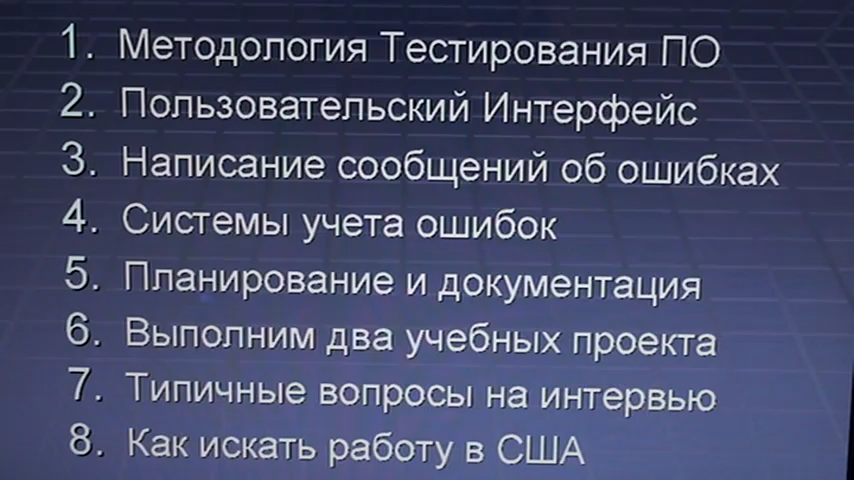 1. Методология Тестирования ПО
2. Пользовательский Интерфейс
3. Написание сообщений об ошибках
4. Системы учета ошибок
5. Планирование и документация
6. Выполним два учебных проекта
7. Типичные вопросы на интервью
8. Как искать работу в США